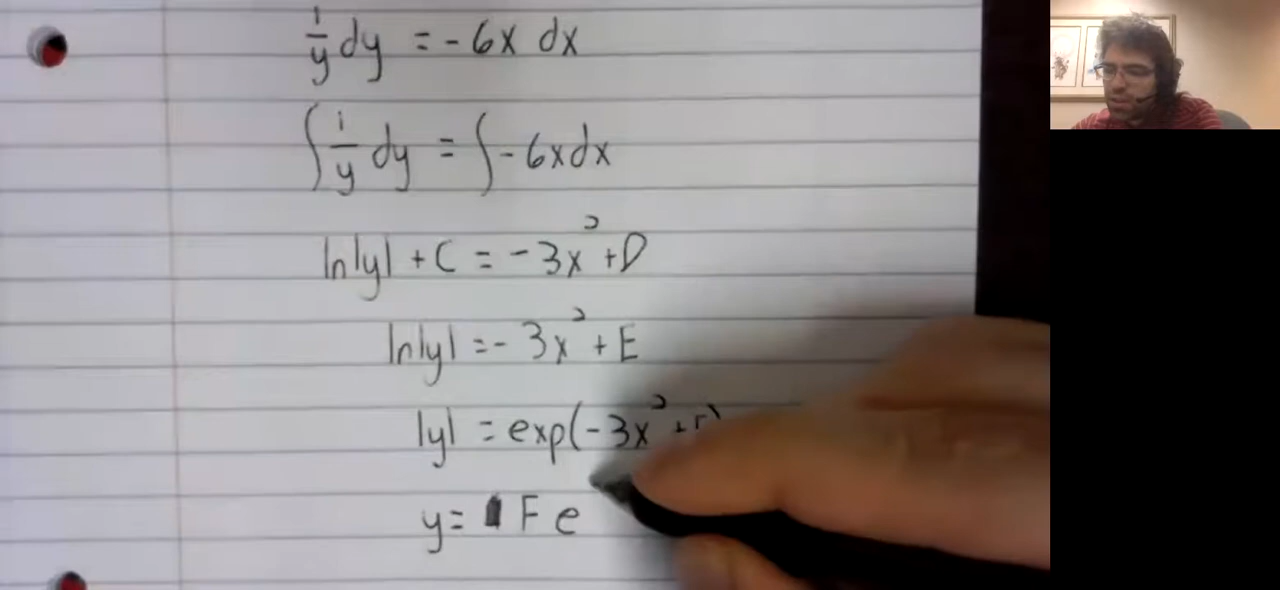 1/y dy = -6x dx
∫ 1/y dy = ∫ -6x dx
ln|y| + C = -3x² + D
ln|y| = -3x² + E
|y| = exp(-3x² +
y = F e